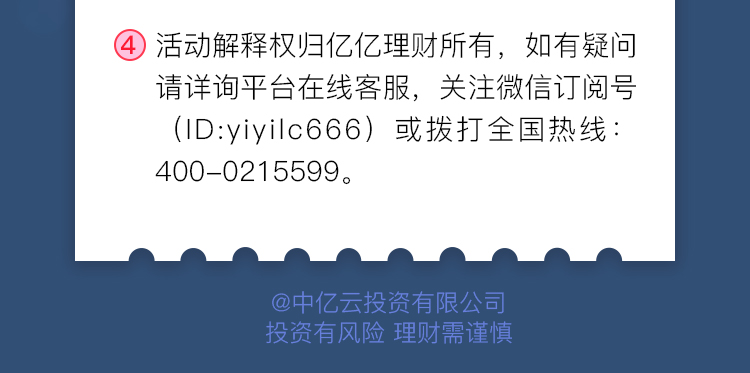 ④ 活动解释权归亿亿理财所有，如有疑问
请详询平台在线客服，关注微信订阅号
（ID:yiyilc666）或拨打全国热线：
400-0215599。
@中亿云投资有限公司
投资有风险 理财需谨慎